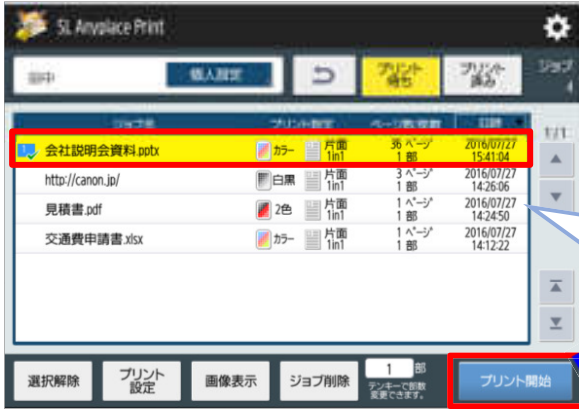 SL Anyplace Print
田中
個人設定
プリント
待ち
プリント
済み
ジョブ
4
ジョブ名
プリント設定
ページ数/部数
日時
1/1
会社説明会資料.pptx
カラー
片面
1in1
36 ページ
1 部
2016/07/27
15:41:04
http://canon.jp/
白黒
片面
1in1
3 ページ
1 部
2016/07/27
14:26:06
見積書.pdf
2色
片面
1in1
1 ページ
1 部
2016/07/27
14:24:50
交通費申請書.xlsx
カラー
片面
1in1
1 ページ
1 部
2016/07/27
14:12:22
選択解除
プリント
設定
画像表示
ジョブ削除
1 部
テンキーで部数
変更できます。
プリント開始